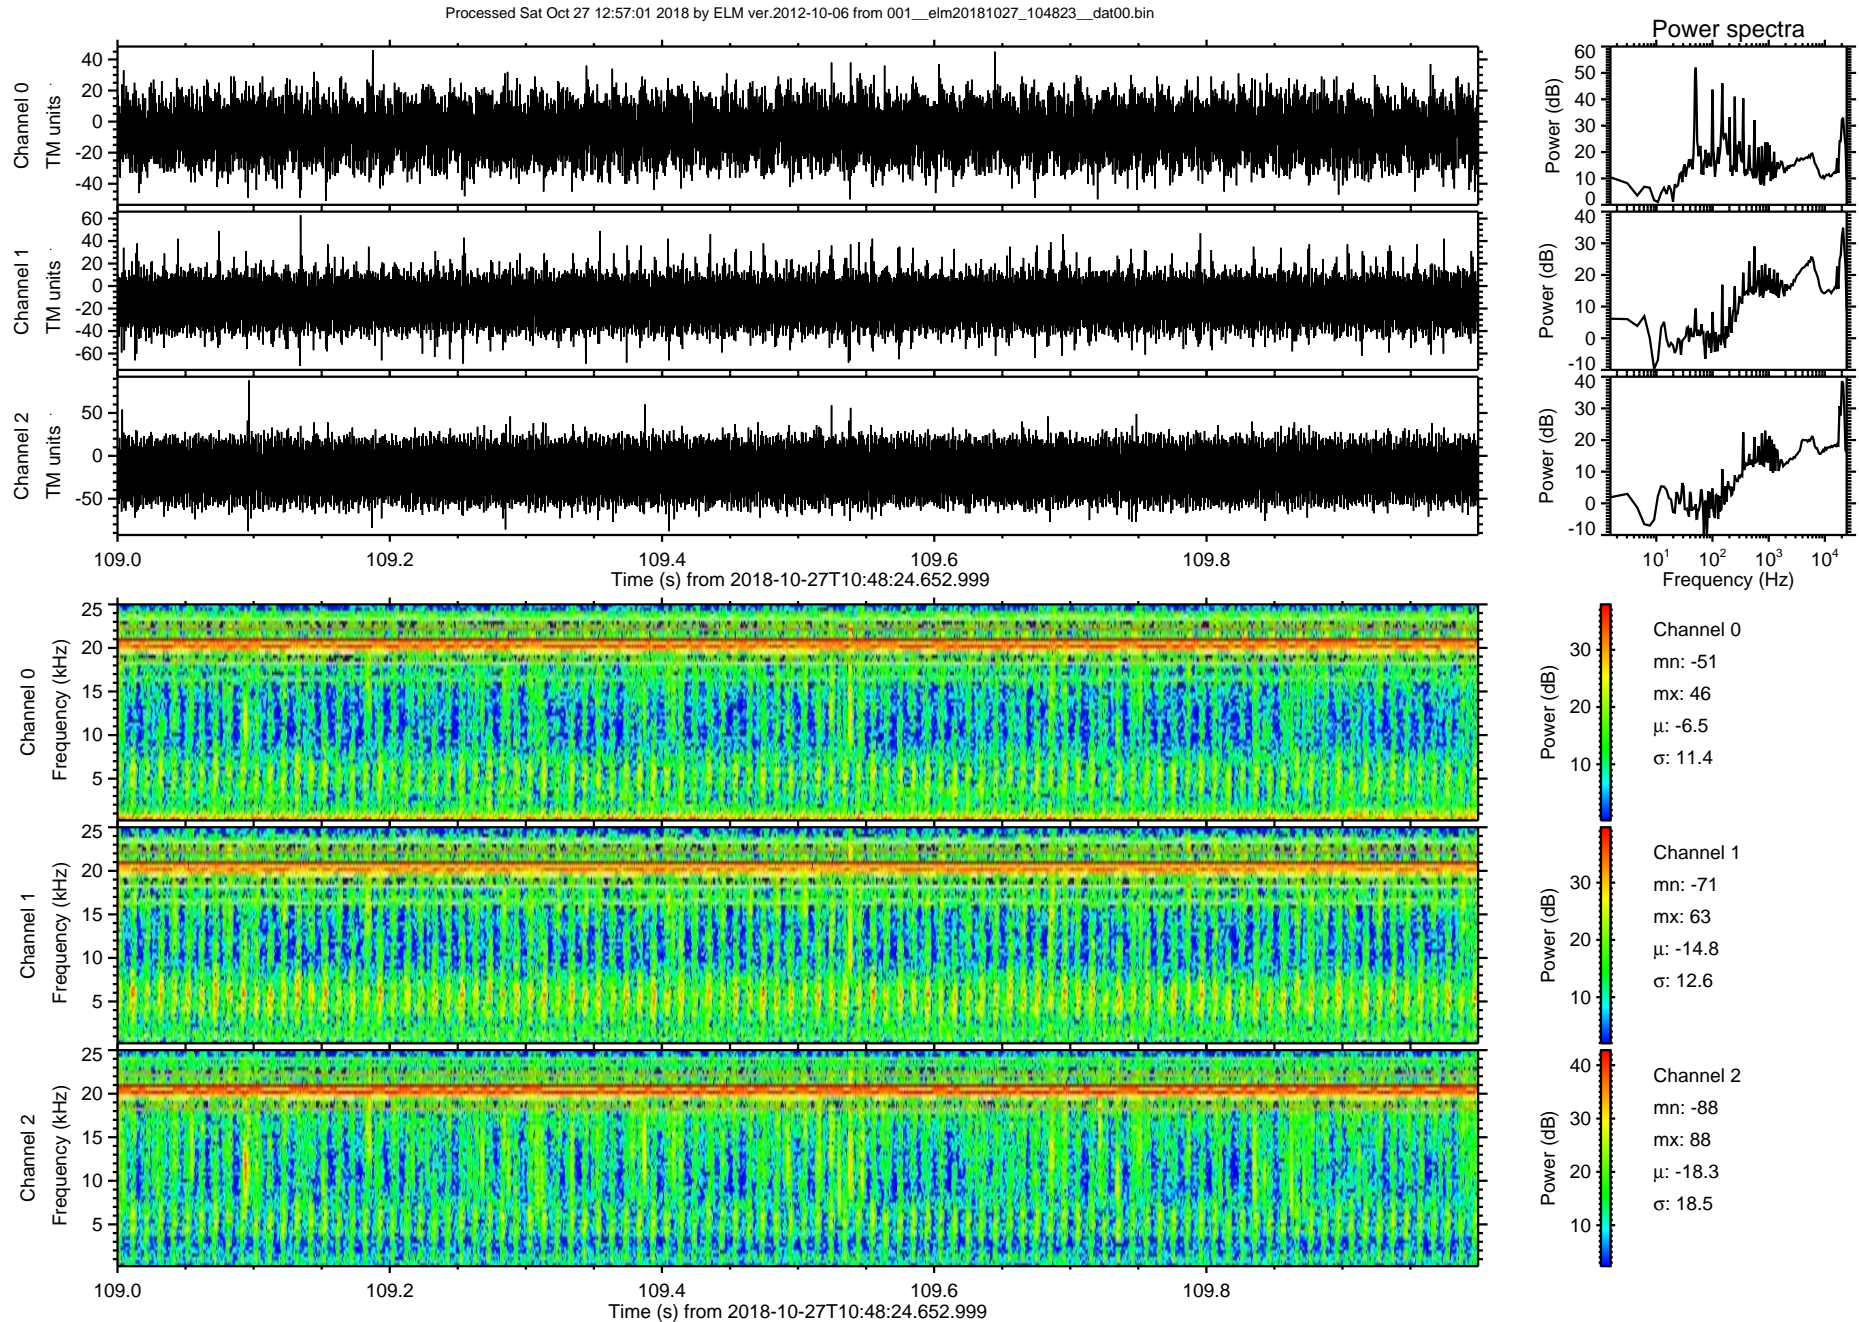 Processed Sat Oct 27 12:57:01 2018 by ELM ver.2012-10-06 from 001__elm20181027_104823__dat00.bin
Power spectra
Channel 0
TM units
40
20
0
-20
-40
Power (dB)
60
50
40
30
20
10
0
Channel 1
TM units
60
40
20
0
-20
-40
-60
Power (dB)
40
30
20
10
0
-10
Channel 2
TM units
50
0
-50
Power (dB)
40
30
20
10
0
-10
109.0 109.2 109.4 109.6 109.8
Time (s) from 2018-10-27T10:48:24.652.999
10^1 10^2 10^3 10^4
Frequency (Hz)
Channel 0
Frequency (kHz)
25
20
15
10
5
Power (dB)
30
20
10
Channel 0
mn: -51
mx: 46
µ: -6.5
σ: 11.4
Channel 1
Frequency (kHz)
25
20
15
10
5
Power (dB)
30
20
10
Channel 1
mn: -71
mx: 63
µ: -14.8
σ: 12.6
Channel 2
Frequency (kHz)
25
20
15
10
5
Power (dB)
40
30
20
10
Channel 2
mn: -88
mx: 88
µ: -18.3
σ: 18.5
109.0 109.2 109.4 109.6 109.8
Time (s) from 2018-10-27T10:48:24.652.999